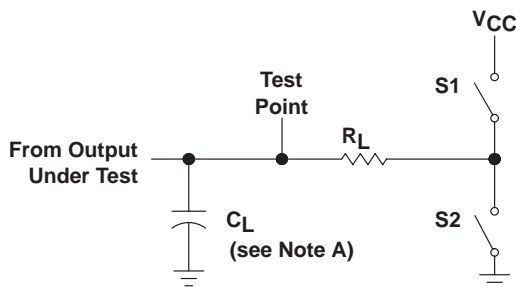 VCC
S1
Test
Point
RL
From Output
Under Test
S2
CL
(see Note A)